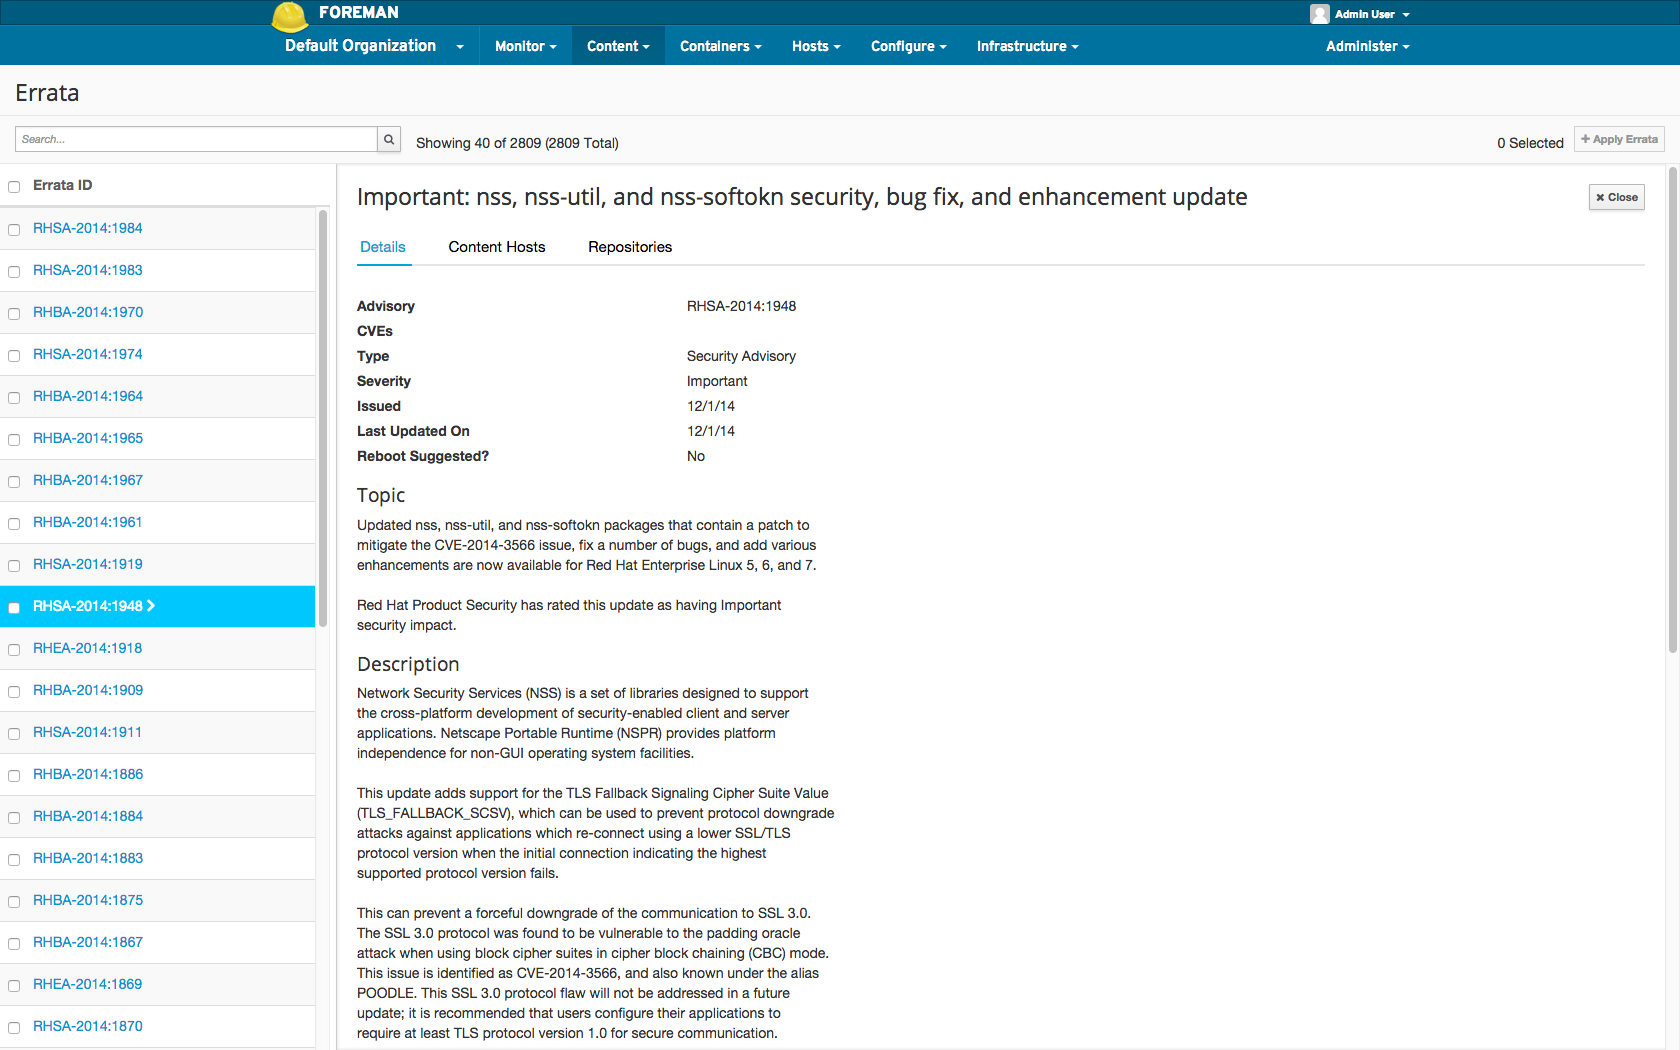 FOREMAN
Admin User
Default Organization
Monitor
Content
Containers
Hosts
Configure
Infrastructure
Administer
Errata
Search...
Showing 40 of 2809 (2809 Total)
0 Selected
Apply Errata
Errata ID
RHSA-2014:1984
RHSA-2014:1983
RHBA-2014:1970
RHSA-2014:1974
RHBA-2014:1964
RHBA-2014:1965
RHBA-2014:1967
RHBA-2014:1961
RHSA-2014:1919
RHSA-2014:1948
RHEA-2014:1918
RHBA-2014:1909
RHSA-2014:1911
RHBA-2014:1886
RHBA-2014:1884
RHBA-2014:1883
RHBA-2014:1875
RHBA-2014:1867
RHEA-2014:1869
RHSA-2014:1870
Important: nss, nss-util, and nss-softokn security, bug fix, and enhancement update
Close
Details
Content Hosts
Repositories
Advisory RHSA-2014:1948
CVEs
Type Security Advisory
Severity Important
Issued 12/1/14
Last Updated On 12/1/14
Reboot Suggested? No
Topic
Updated nss, nss-util, and nss-softokn packages that contain a patch to
mitigate the CVE-2014-3566 issue, fix a number of bugs, and add various
enhancements are now available for Red Hat Enterprise Linux 5, 6, and 7.
Red Hat Product Security has rated this update as having Important
security impact.
Description
Network Security Services (NSS) is a set of libraries designed to support
the cross-platform development of security-enabled client and server
applications. Netscape Portable Runtime (NSPR) provides platform
independence for non-GUI operating system facilities.
This update adds support for the TLS Fallback Signaling Cipher Suite Value
(TLS_FALLBACK_SCSV), which can be used to prevent protocol downgrade
attacks against applications which re-connect using a lower SSL/TLS
protocol version when the initial connection indicating the highest
supported protocol version fails.
This can prevent a forceful downgrade of the communication to SSL 3.0.
The SSL 3.0 protocol was found to be vulnerable to the padding oracle
attack when using block cipher suites in cipher block chaining (CBC) mode.
This issue is identified as CVE-2014-3566, and also known under the alias
POODLE. This SSL 3.0 protocol flaw will not be addressed in a future
update; it is recommended that users configure their applications to
require at least TLS protocol version 1.0 for secure communication.